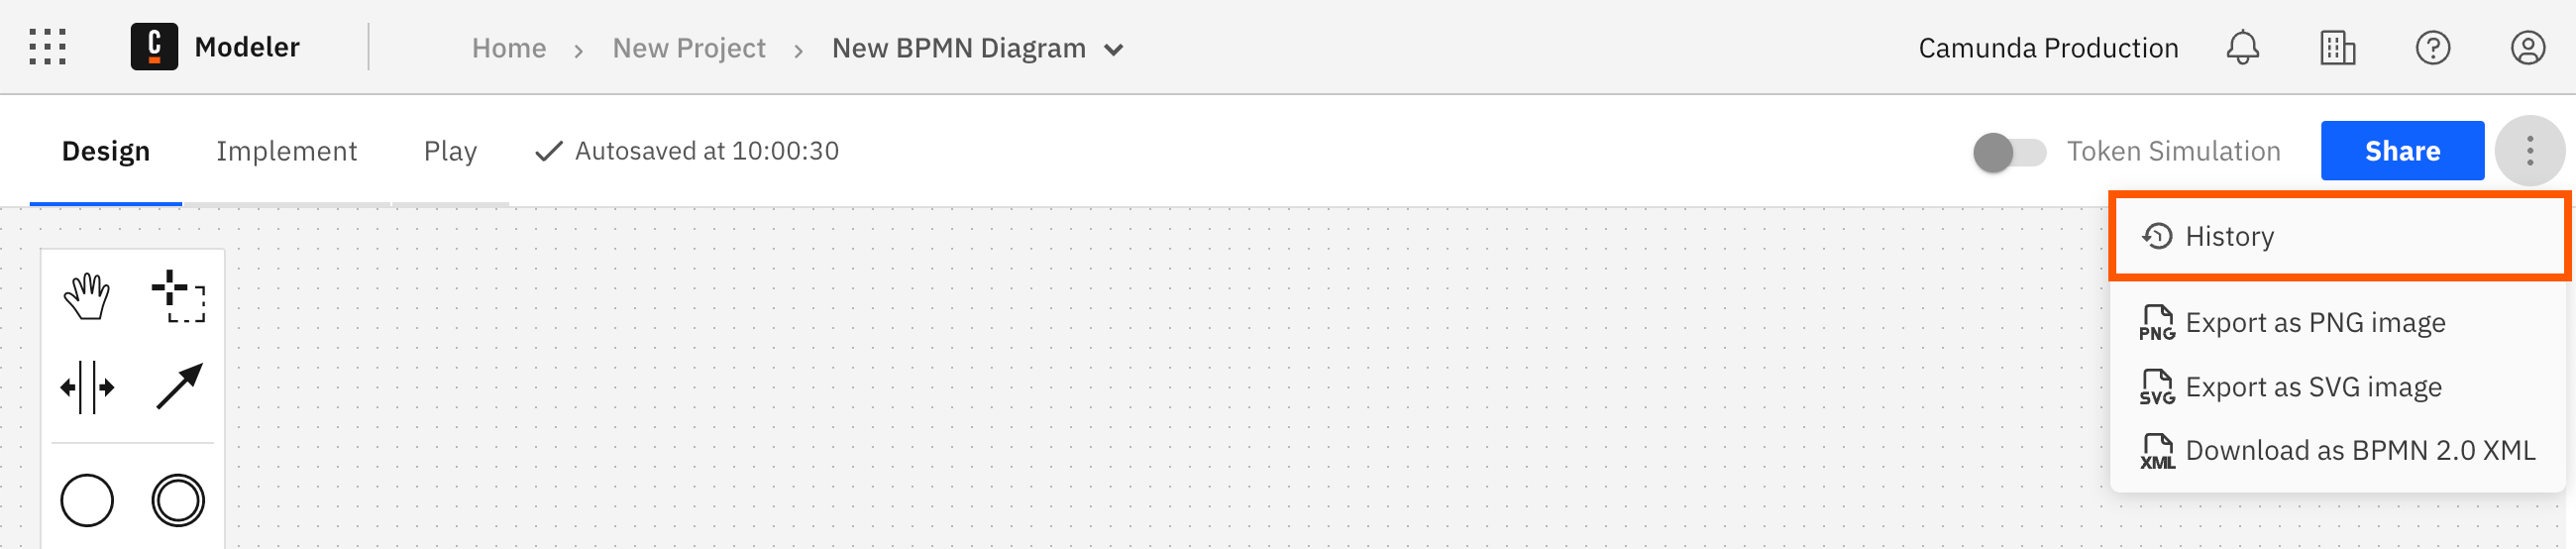 C Modeler Home > New Project > New BPMN Diagram Camunda Production
Design Implement Play Autosaved at 10:00:30 Token Simulation Share
History
PNG Export as PNG image
SVG Export as SVG image
XML Download as BPMN 2.0 XML